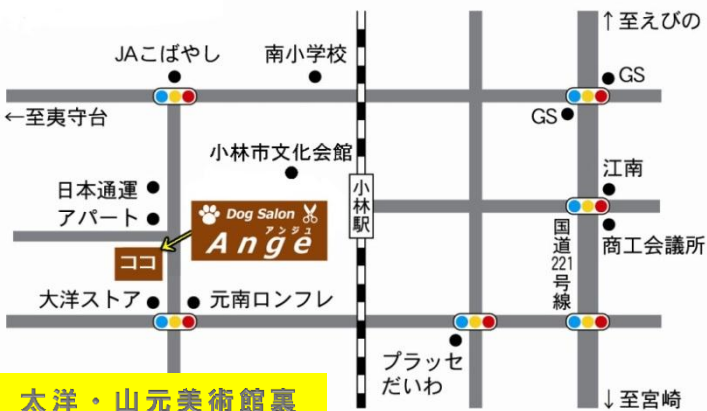 ↑至えびの
JAこばやし
南小学校
GS
←至夷守台
GS
小林市文化会館
小林駅
江南
日本通運
アパート
Dog Salon
アンジュ
Ange
国道221号線
商工会議所
ココ
大洋ストア
元南ロンフレ
プラッセ
だいわ
太洋・山元美術館裏
↓至宮崎